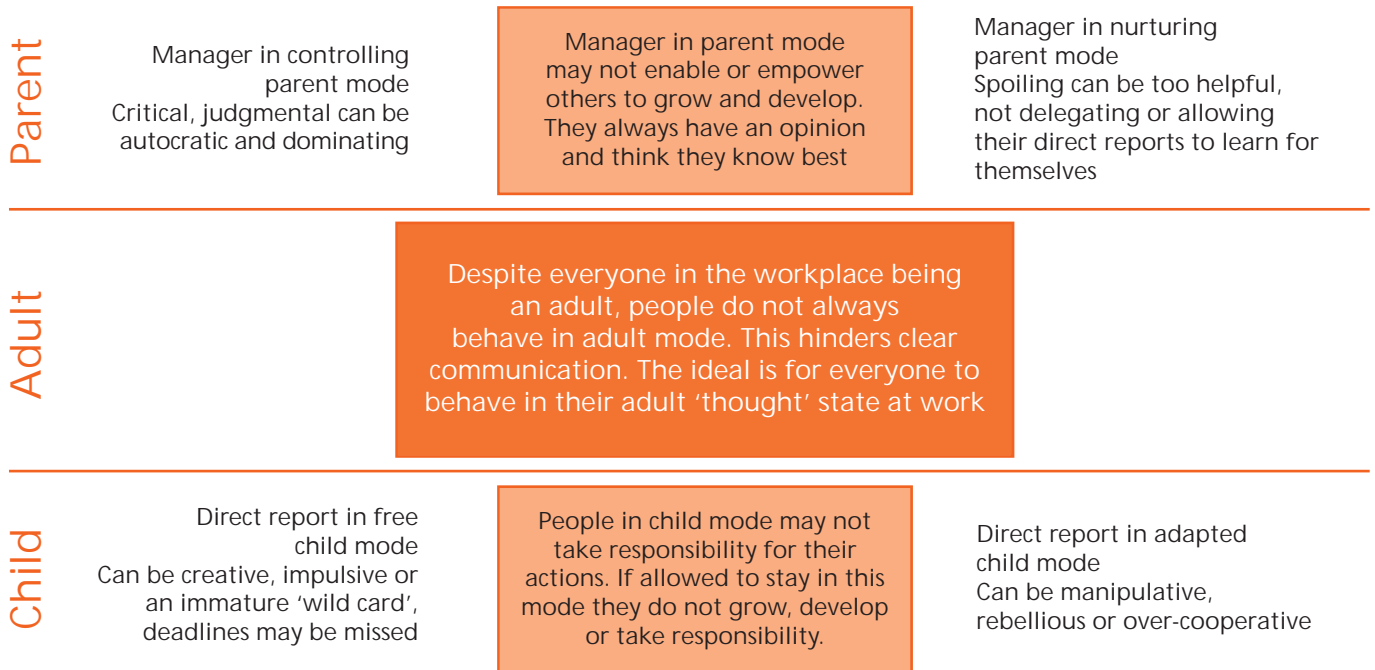 Parent
Manager in controlling
parent mode
Critical, judgmental can be
autocratic and dominating
Manager in parent mode
may not enable or empower
others to grow and develop.
They always have an opinion
and think they know best
Manager in nurturing
parent mode
Spoiling can be too helpful,
not delegating or allowing
their direct reports to learn for
themselves
Adult
Despite everyone in the workplace being
an adult, people do not always
behave in adult mode. This hinders clear
communication. The ideal is for everyone to
behave in their adult ‘thought’ state at work
Child
Direct report in free
child mode
Can be creative, impulsive or
an immature ‘wild card’,
deadlines may be missed
People in child mode may not
take responsibility for their
actions. If allowed to stay in this
mode they do not grow, develop
or take responsibility.
Direct report in adapted
child mode
Can be manipulative,
rebellious or over-cooperative